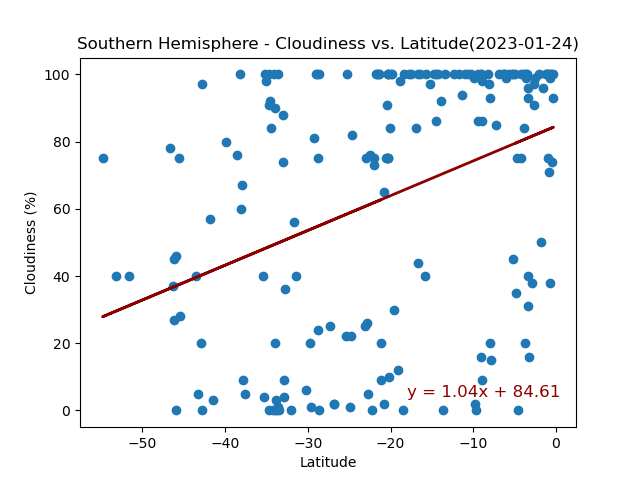 Southern Hemisphere - Cloudiness vs. Latitude(2023-01-24)
100
80
60
40
20
0
Cloudiness (%)
y = 1.04x + 84.61
−50 −40 −30 −20 −10 0
Latitude